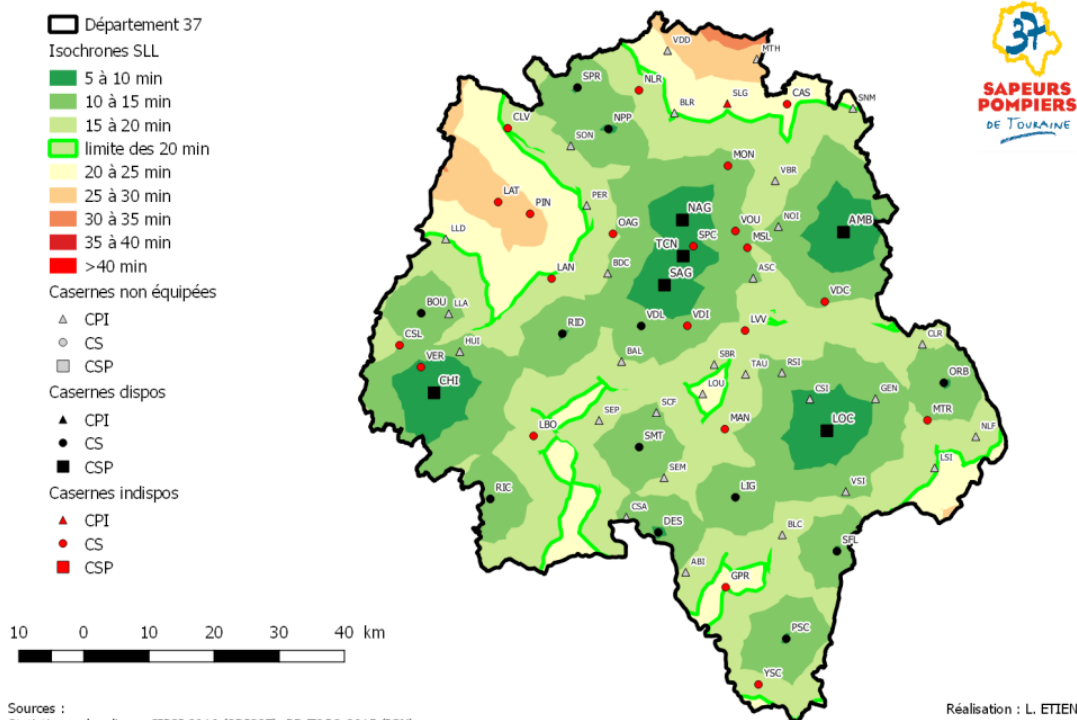 Département 37
Isochrones SLL
5 à 10 min
10 à 15 min
15 à 20 min
limite des 20 min
20 à 25 min
25 à 30 min
30 à 35 min
35 à 40 min
>40 min
Casernes non équipées
CPI
CS
CSP
Casernes dispos
CPI
CS
CSP
Casernes indispos
CPI
CS
CSP
10 0 10 20 30 40 km
Sources :
37
SAPEURS
POMPIERS
DE TOURAINE
VDD
MTH
SPR
NLR
SLG
CAS
SNM
CLV
NPP
BLR
SON
MON
VBR
LAT
PIN
PER
NAG
AMB
OAG
VOU
NOI
LLD
TCN
SPC
MSL
LAN
BDC
SAG
ASC
VDC
BOU
LLA
RID
VDL
VDI
LVV
CSL
HUI
CLR
VER
BAL
SBR
TAU
RSI
CHI
LOU
CSI
GEN
ORB
LBO
SEP
SCF
MAN
LOC
MTR
NLF
SMT
LSI
RIC
SEM
LIG
VSI
CSA
DES
BLC
SFL
ABI
GPR
PSC
YSC
Réalisation : L. ETIEN